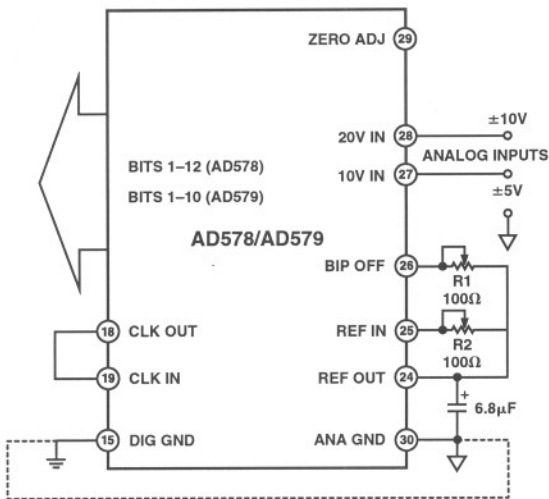 ZERO ADJ 29
±10V
20V IN 28
ANALOG INPUTS
BITS 1–12 (AD578)
10V IN 27
±5V
BITS 1–10 (AD579)
AD578/AD579
BIP OFF 26
R1
100Ω
18 CLK OUT
REF IN 25
R2
100Ω
19 CLK IN
REF OUT 24
+
6.8µF
15 DIG GND
ANA GND 30